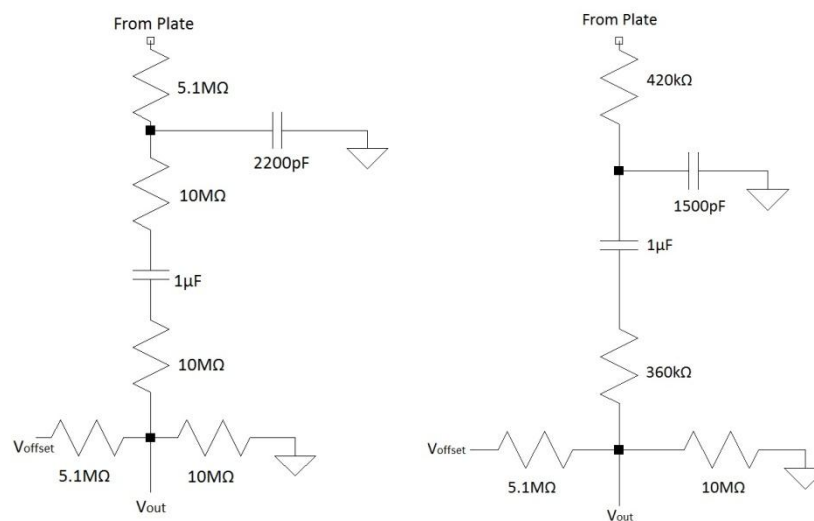 From Plate
5.1MΩ
2200pF
10MΩ
1µF
10MΩ
Voffset
5.1MΩ
10MΩ
Vout
From Plate
420kΩ
1500pF
1µF
360kΩ
Voffset
5.1MΩ
10MΩ
Vout